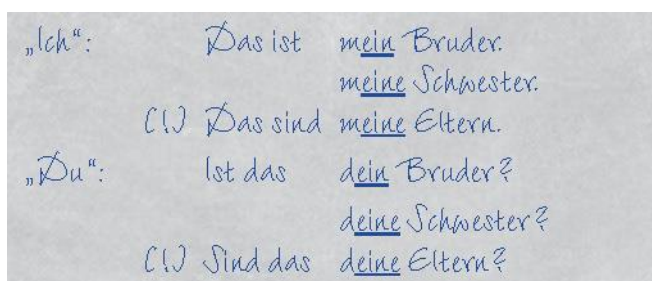 „Ich“: Das ist mein Bruder.
meine Schwester.
(!) Das sind meine Eltern.
„Du“: Ist das dein Bruder?
deine Schwester?
(!) Sind das deine Eltern?